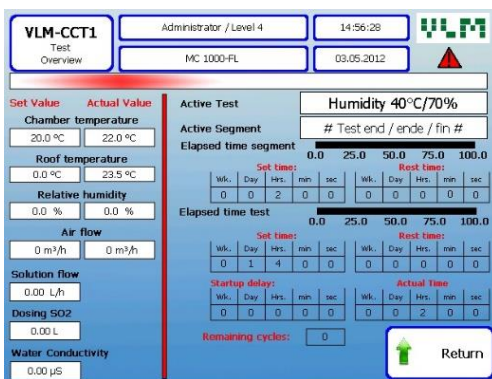 VLM-CCT1
Test
Overview
Administrator / Level 4
14:56:28
VLM
MC 1000-FL
03.05.2012
Set Value Actual Value
Chamber temperature
20.0 ºC 22.0 ºC
Roof temperature
0.0 ºC 23.5 ºC
Relative humidity
0.0 % 0.0 %
Air flow
0 m³/h 0 m³/h
Solution flow
0.00 L/h
Dosing SO2
0.00 L
Water Conductivity
0.00 µS
Active Test Humidity 40°C/70%
Active Segment # Test end / ende / fin #
Elapsed time segment
0.0 25.0 50.0 75.0 100.0
Set time: Rest time:
Wk. Day Hrs. min sec Wk. Day Hrs. min sec
0 0 2 0 0 0 0 0 0 0
Elapsed time test
0.0 25.0 50.0 75.0 100.0
Set time: Rest time:
Wk. Day Hrs. min sec Wk. Day Hrs. min sec
0 1 4 0 0 0 0 0 0 0
Startup delay: Actual Time
Wk. Day Hrs. min sec Wk. Day Hrs. min sec
0 0 0 0 0 0 0 2 0 0
Remaining cycles: 0
Return